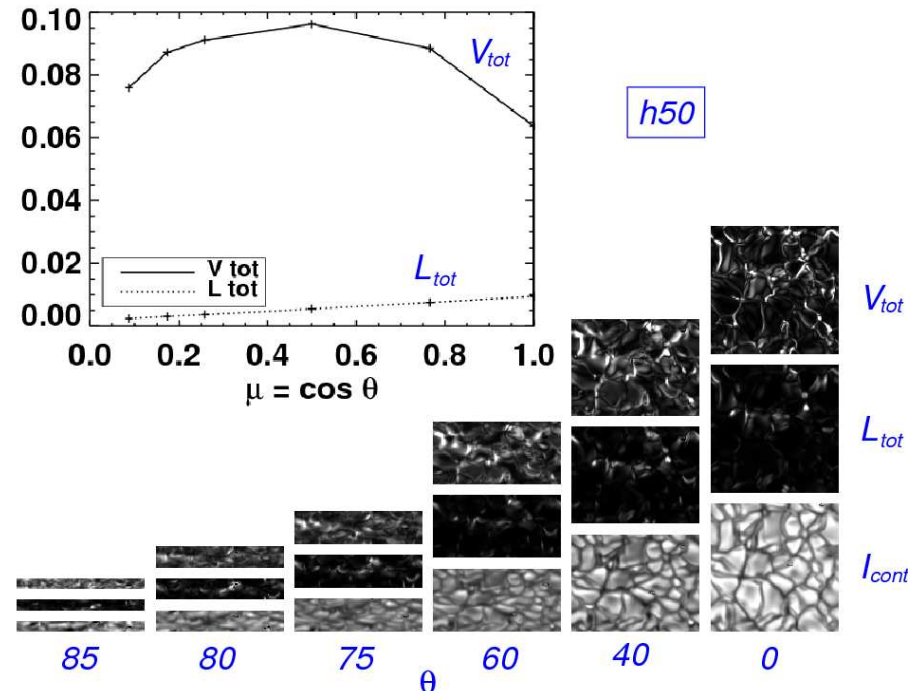 0.10
0.08
0.06
0.04
0.02
0.00
V_tot
V tot
L tot
L_tot
0.0 0.2 0.4 0.6 0.8 1.0
μ = cos θ
h50
V_tot
L_tot
I_cont
85 80 75 60 40 0
θ